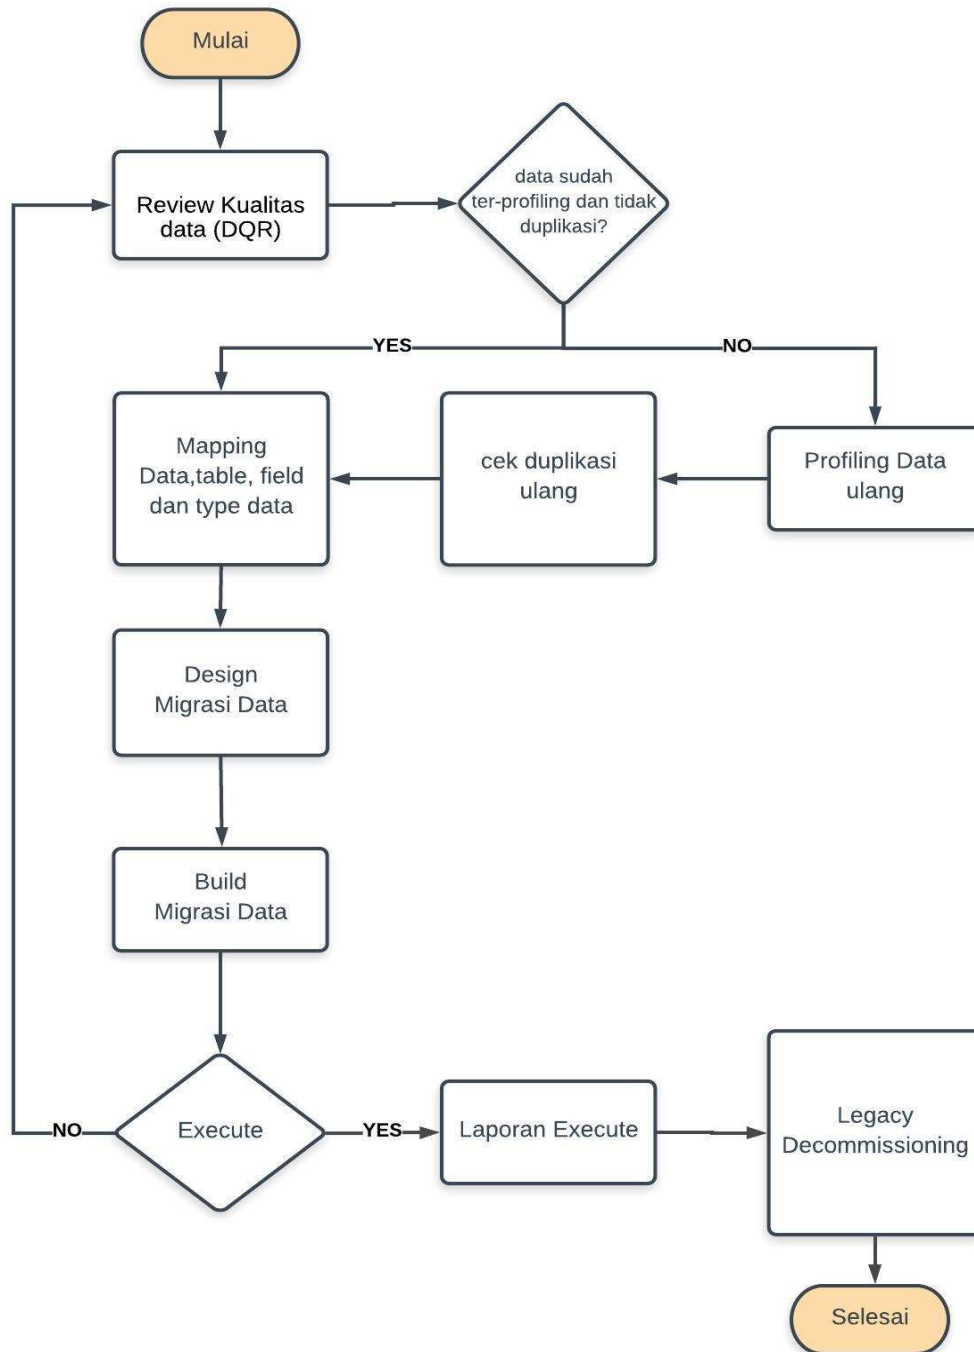 Mulai
Review Kualitas
data (DQR)
data sudah
ter-profiling dan tidak
duplikasi?
YES
NO
Mapping
Data,table, field
dan type data
cek duplikasi
ulang
Profiling Data
ulang
Design
Migrasi Data
Build
Migrasi Data
Execute
NO
YES
Laporan Execute
Legacy
Decommissioning
Selesai